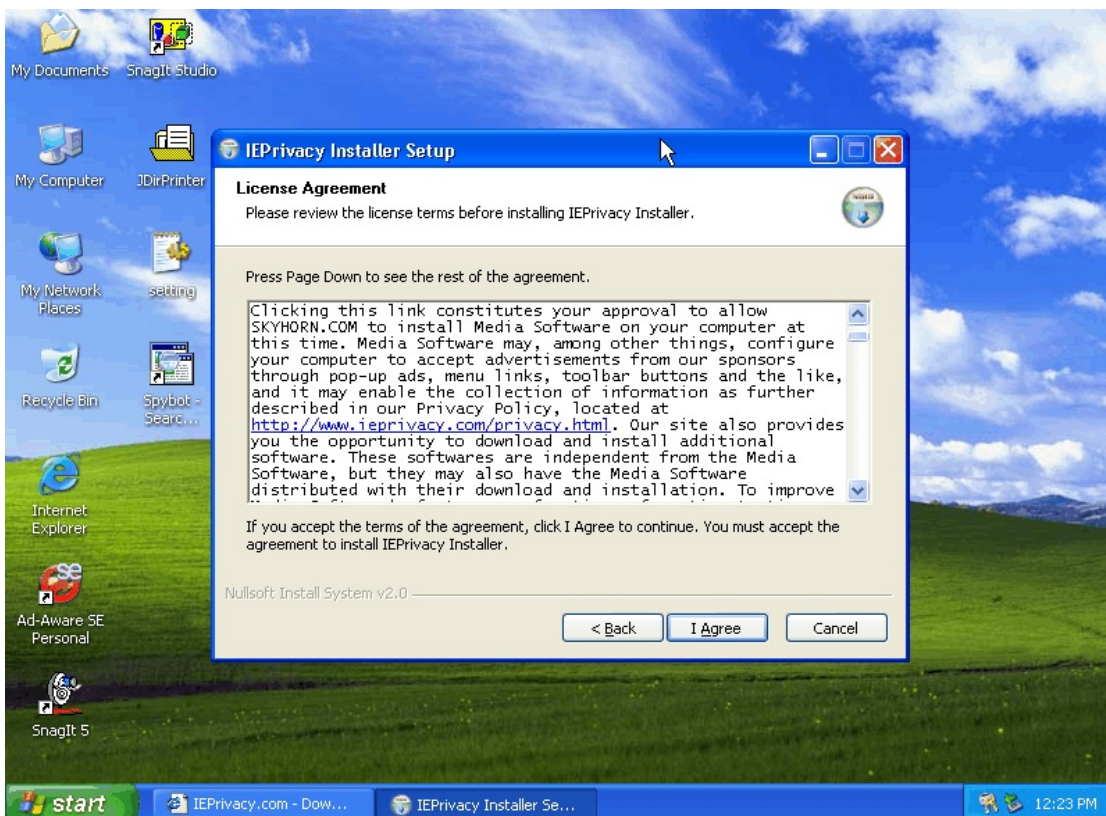 My Documents
SnagIt Studio
My Computer
JDirPrinter
My Network
Places
setting
Recycle Bin
Spybot -
Searc...
Internet
Explorer
Ad-Aware SE
Personal
SnagIt 5
IEPrivacy Installer Setup
License Agreement
Please review the license terms before installing IEPrivacy Installer.
Press Page Down to see the rest of the agreement.
Clicking this link constitutes your approval to allow
SKYHORN.COM to install Media Software on your computer at
this time. Media Software may, among other things, configure
your computer to accept advertisements from our sponsors
through pop-up ads, menu links, toolbar buttons and the like,
and it may enable the collection of information as further
described in our Privacy Policy, located at
http://www.ieprivacy.com/privacy.html. Our site also provides
you the opportunity to download and install additional
software. These softwares are independent from the Media
Software, but they may also have the Media Software
distributed with their download and installation. To improve
If you accept the terms of the agreement, click I Agree to continue. You must accept the
agreement to install IEPrivacy Installer.
Nullsoft Install System v2.0
< Back
I Agree
Cancel
start
IEPrivacy.com - Dow...
IEPrivacy Installer Se...
12:23 PM